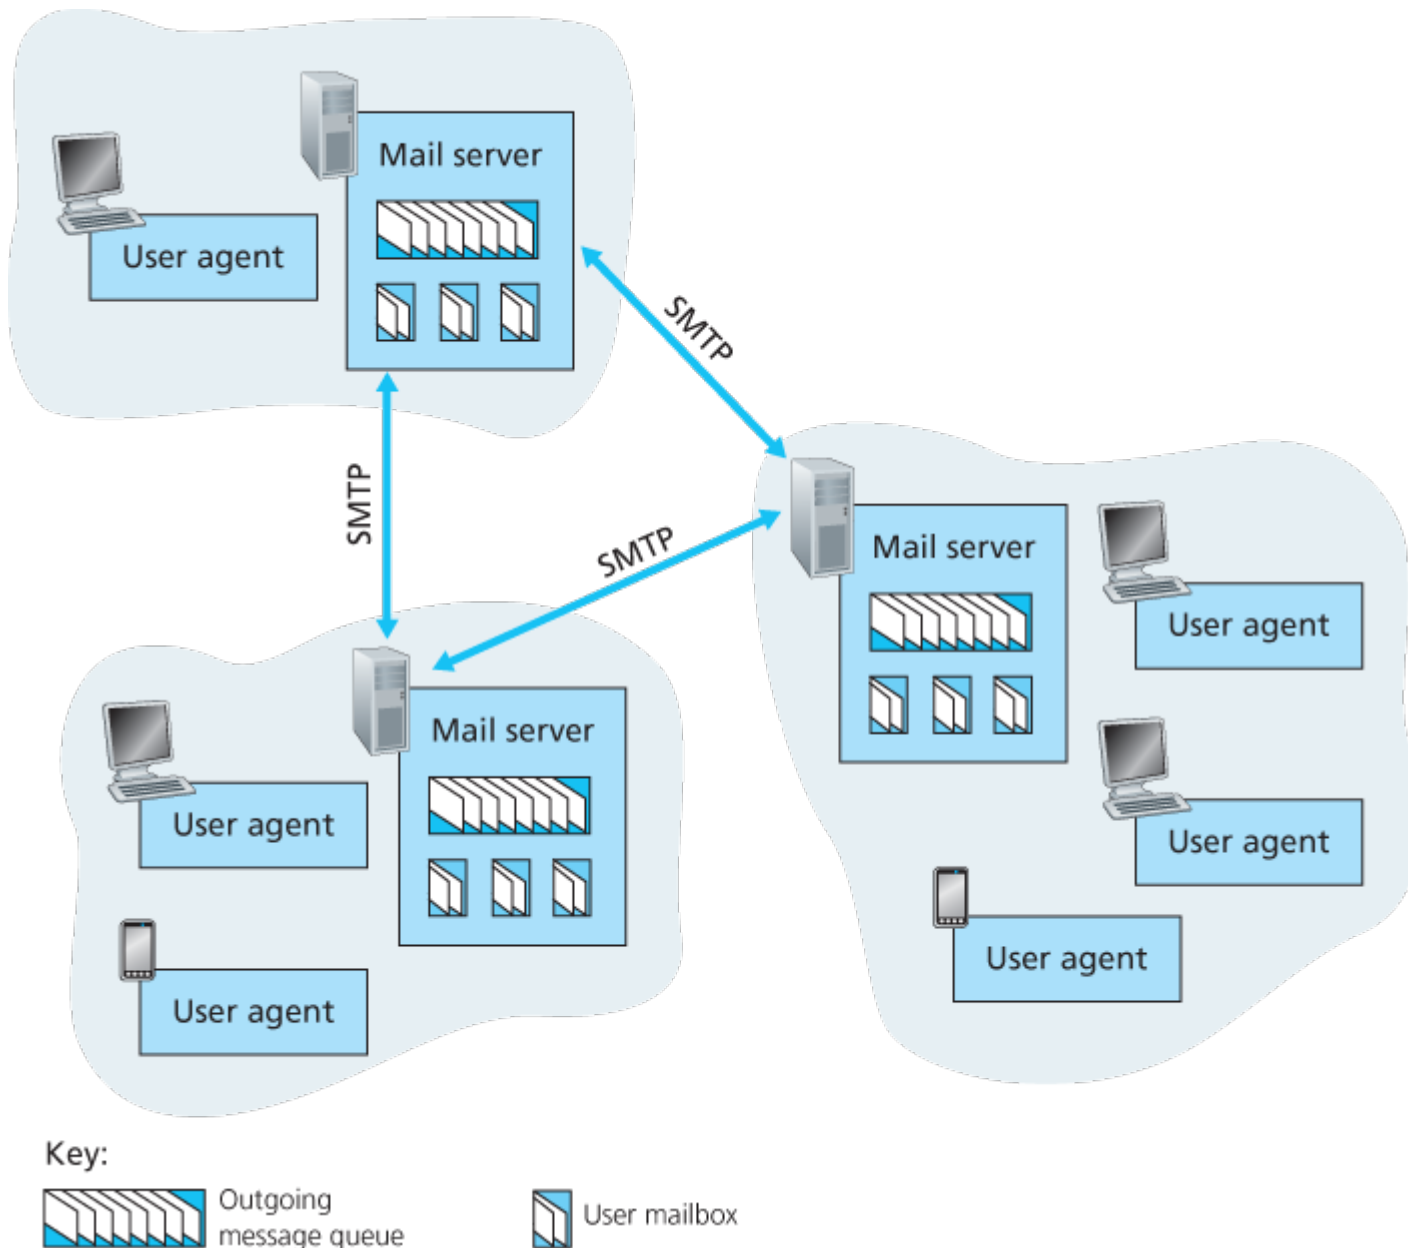 Mail server
User agent
SMTP
SMTP
SMTP
Mail server
User agent
User agent
User agent
Mail server
User agent
User agent
Key:
Outgoing
message queue
User mailbox